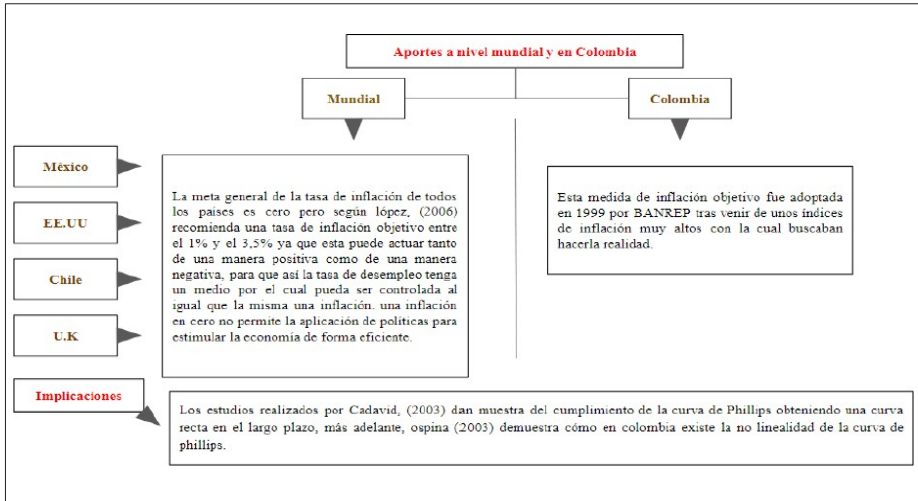 Aportes a nivel mundial y en Colombia
Mundial
Colombia
México
EE.UU
Chile
U.K
La meta general de la tasa de inflación de todos
los países es cero pero según lópez, (2006)
recomienda una tasa de inflación objetivo entre
el 1% y el 3,5% ya que esta puede actuar tanto
de una manera positiva como de una manera
negativa, para que así la tasa de desempleo tenga
un medio por el cual pueda ser controlada al
igual que la misma una inflación. una inflación
en cero no permite la aplicación de políticas para
estimular la economía de forma eficiente.
Esta medida de inflación objetivo fue adoptada
en 1999 por BANREP tras venir de unos índices
de inflación muy altos con la cual buscaban
hacerla realidad.
Implicaciones
Los estudios realizados por Cadavid, (2003) dan muestra del cumplimiento de la curva de Phillips obteniendo una curva
recta en el largo plazo, más adelante, ospina (2003) demuestra cómo en colombia existe la no linealidad de la curva de
phillips.